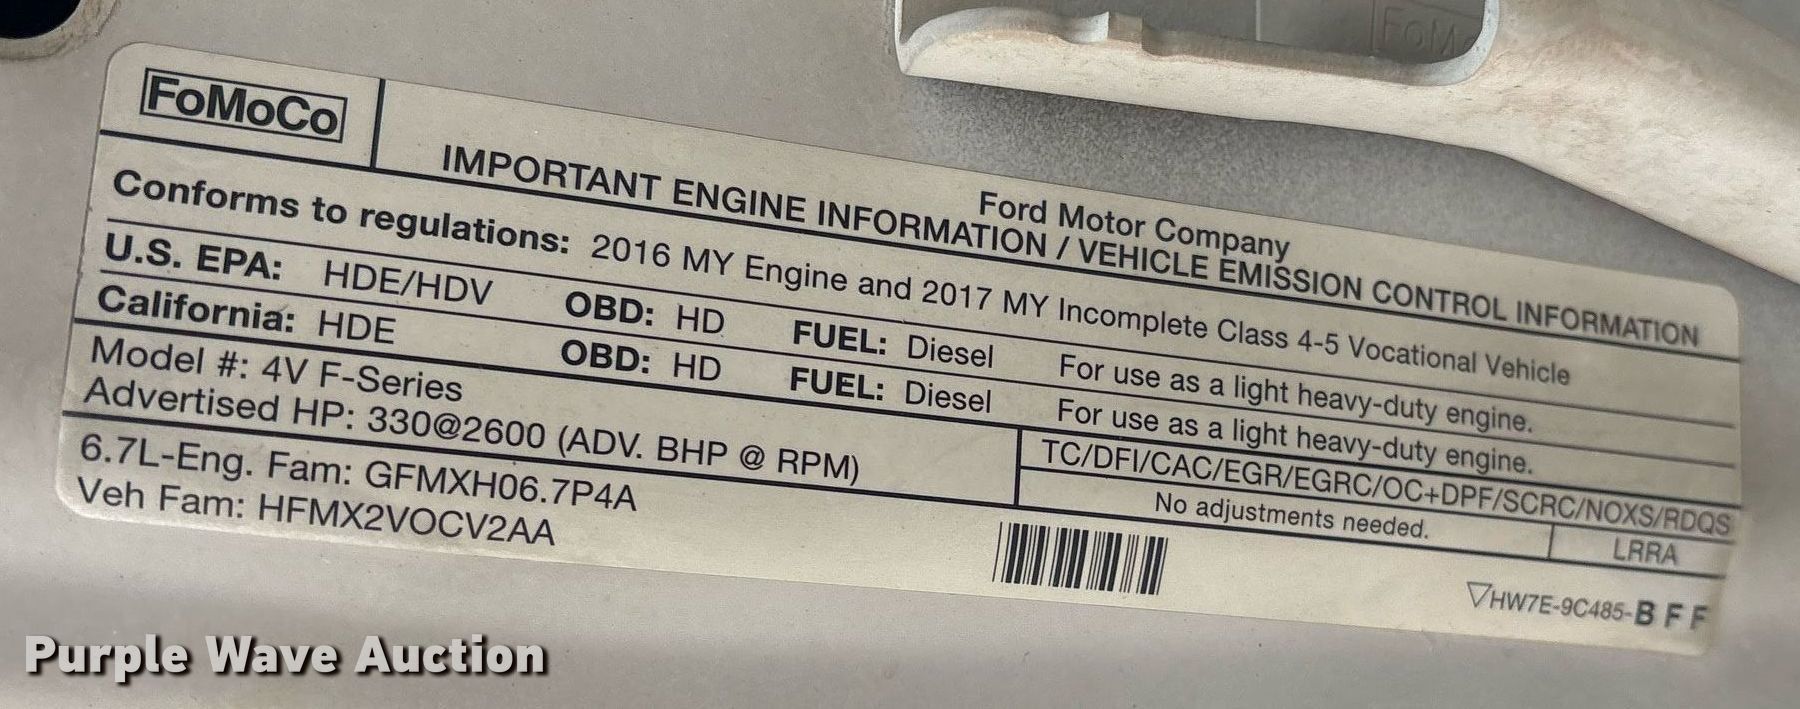 FoMoCo
Ford Motor Company
IMPORTANT ENGINE INFORMATION / VEHICLE EMISSION CONTROL INFORMATION
Conforms to regulations: 2016 MY Engine and 2017 MY Incomplete Class 4-5 Vocational Vehicle
U.S. EPA: HDE/HDV OBD: HD FUEL: Diesel For use as a light heavy-duty engine.
California: HDE OBD: HD FUEL: Diesel For use as a light heavy-duty engine.
Model #: 4V F-Series
Advertised HP: 330@2600 (ADV. BHP @ RPM)
TC/DFI/CAC/EGR/EGRC/OC+DPF/SCRC/NOXS/RDQS
No adjustments needed.
LRRA
6.7L-Eng. Fam: GFMXH06.7P4A
Veh Fam: HFMX2VOCV2AA
▽HW7E-9C485-B F F
FoM
Purple Wave Auction